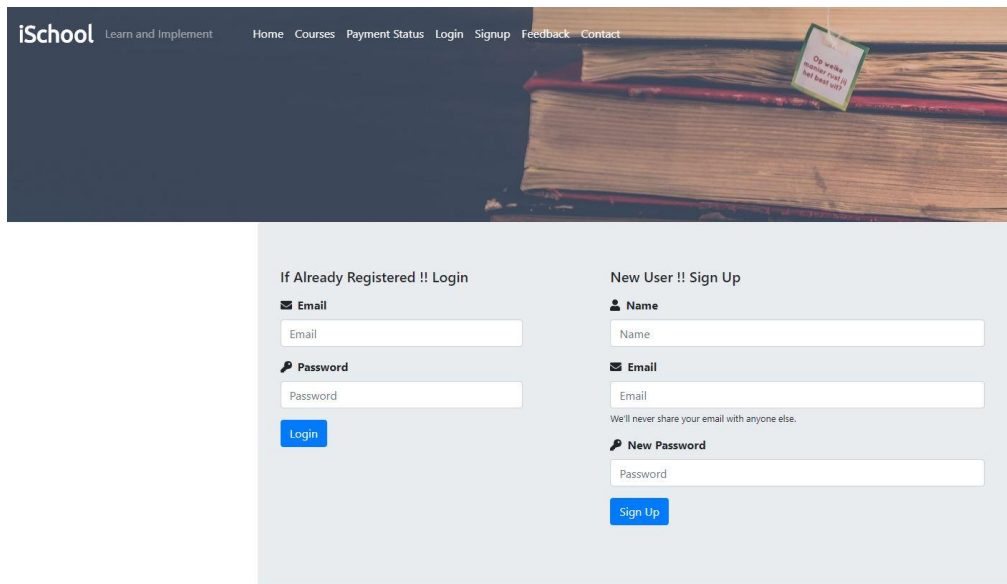 iSchool Learn and Implement Home Courses Payment Status Login Signup Feedback Contact
Op welke
manier rust jij
het best uit?
If Already Registered !! Login
Email
Email
Password
Password
Login
New User !! Sign Up
Name
Name
Email
Email
We'll never share your email with anyone else.
New Password
Password
Sign Up